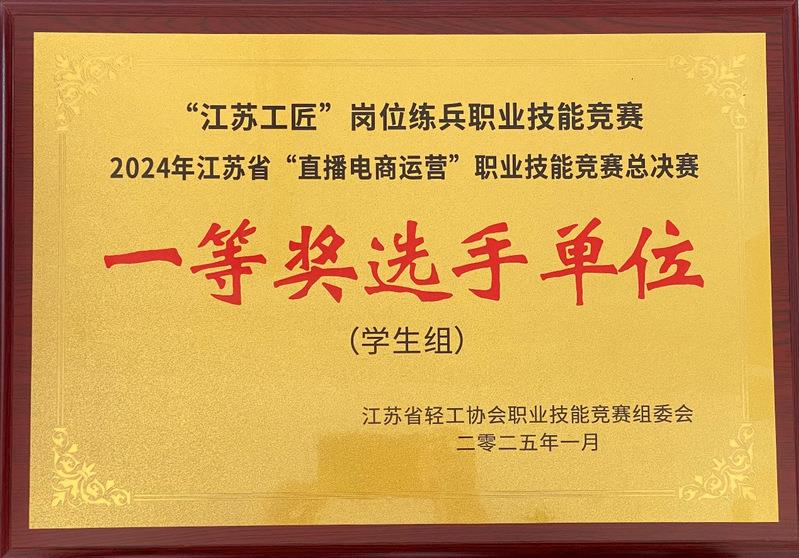 “江苏工匠”岗位练兵职业技能竞赛
2024年江苏省“直播电商运营”职业技能竞赛总决赛
一等奖选手单位
（学生组）
江苏省轻工协会职业技能竞赛组委会
二零二五年一月